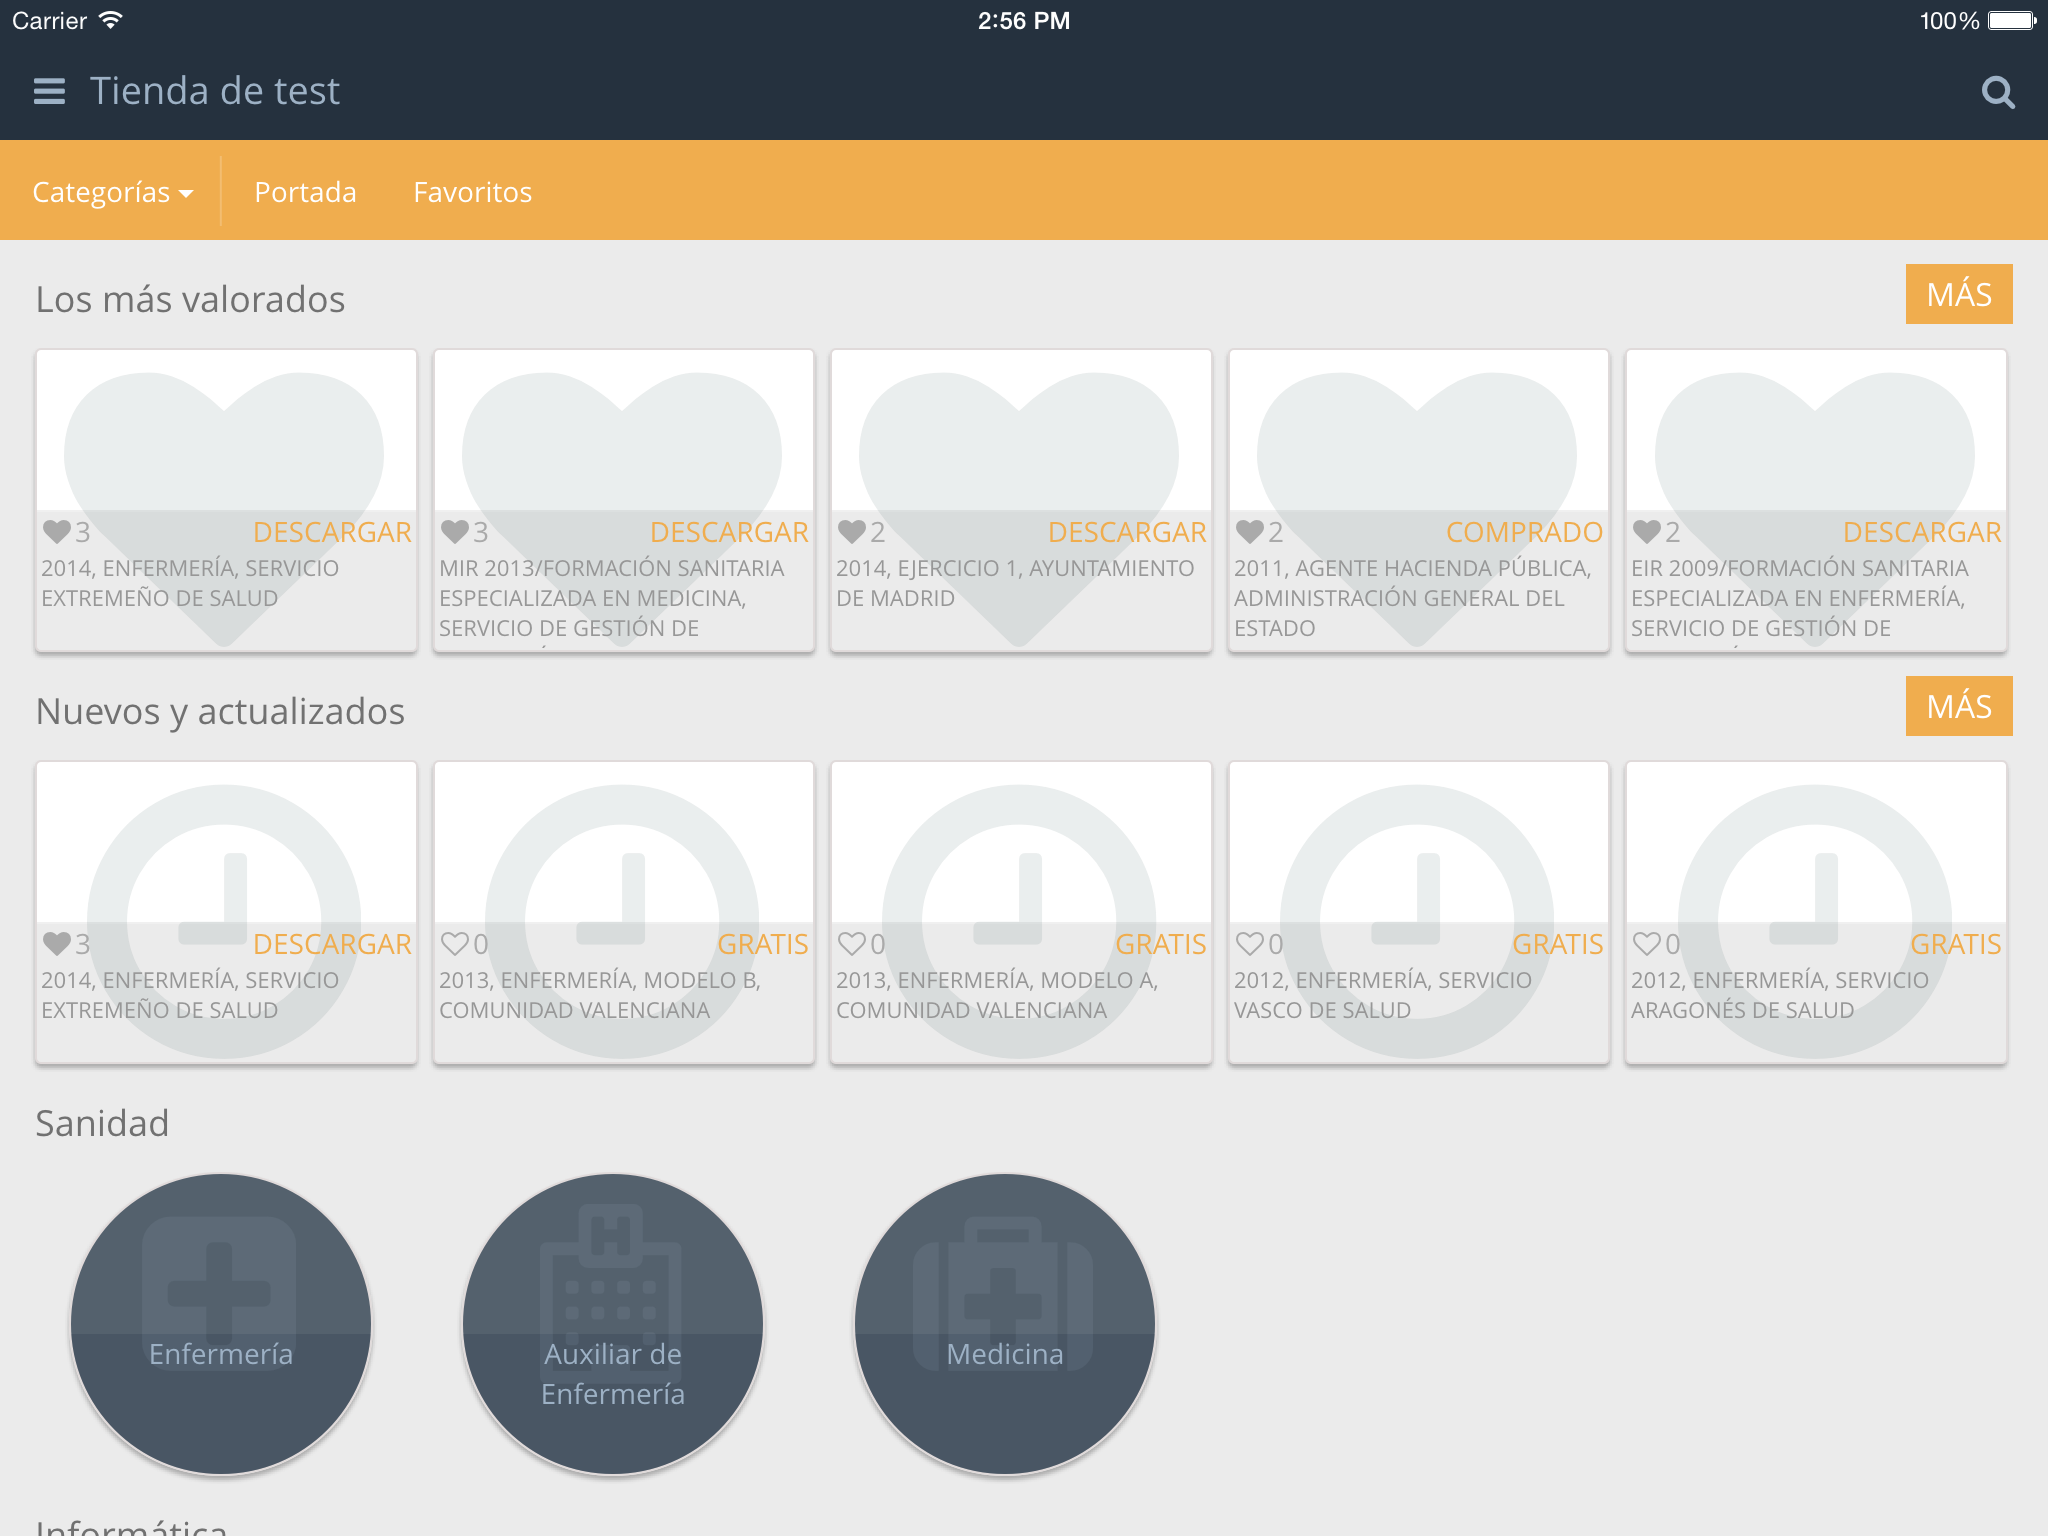 Carrier
2:56 PM
100%
Tienda de test
Categorías
Portada
Favoritos
Los más valorados
MÁS
3 DESCARGAR
2014, ENFERMERÍA, SERVICIO
EXTREMEÑO DE SALUD
3 DESCARGAR
MIR 2013/FORMACIÓN SANITARIA
ESPECIALIZADA EN MEDICINA,
SERVICIO DE GESTIÓN DE
2 DESCARGAR
2014, EJERCICIO 1, AYUNTAMIENTO
DE MADRID
2 COMPRADO
2011, AGENTE HACIENDA PÚBLICA,
ADMINISTRACIÓN GENERAL DEL
ESTADO
2 DESCARGAR
EIR 2009/FORMACIÓN SANITARIA
ESPECIALIZADA EN ENFERMERÍA,
SERVICIO DE GESTIÓN DE
Nuevos y actualizados
MÁS
3 DESCARGAR
2014, ENFERMERÍA, SERVICIO
EXTREMEÑO DE SALUD
0 GRATIS
2013, ENFERMERÍA, MODELO B,
COMUNIDAD VALENCIANA
0 GRATIS
2013, ENFERMERÍA, MODELO A,
COMUNIDAD VALENCIANA
0 GRATIS
2012, ENFERMERÍA, SERVICIO
VASCO DE SALUD
0 GRATIS
2012, ENFERMERÍA, SERVICIO
ARAGONÉS DE SALUD
Sanidad
Enfermería
H
Auxiliar de
Enfermería
Medicina
Informática